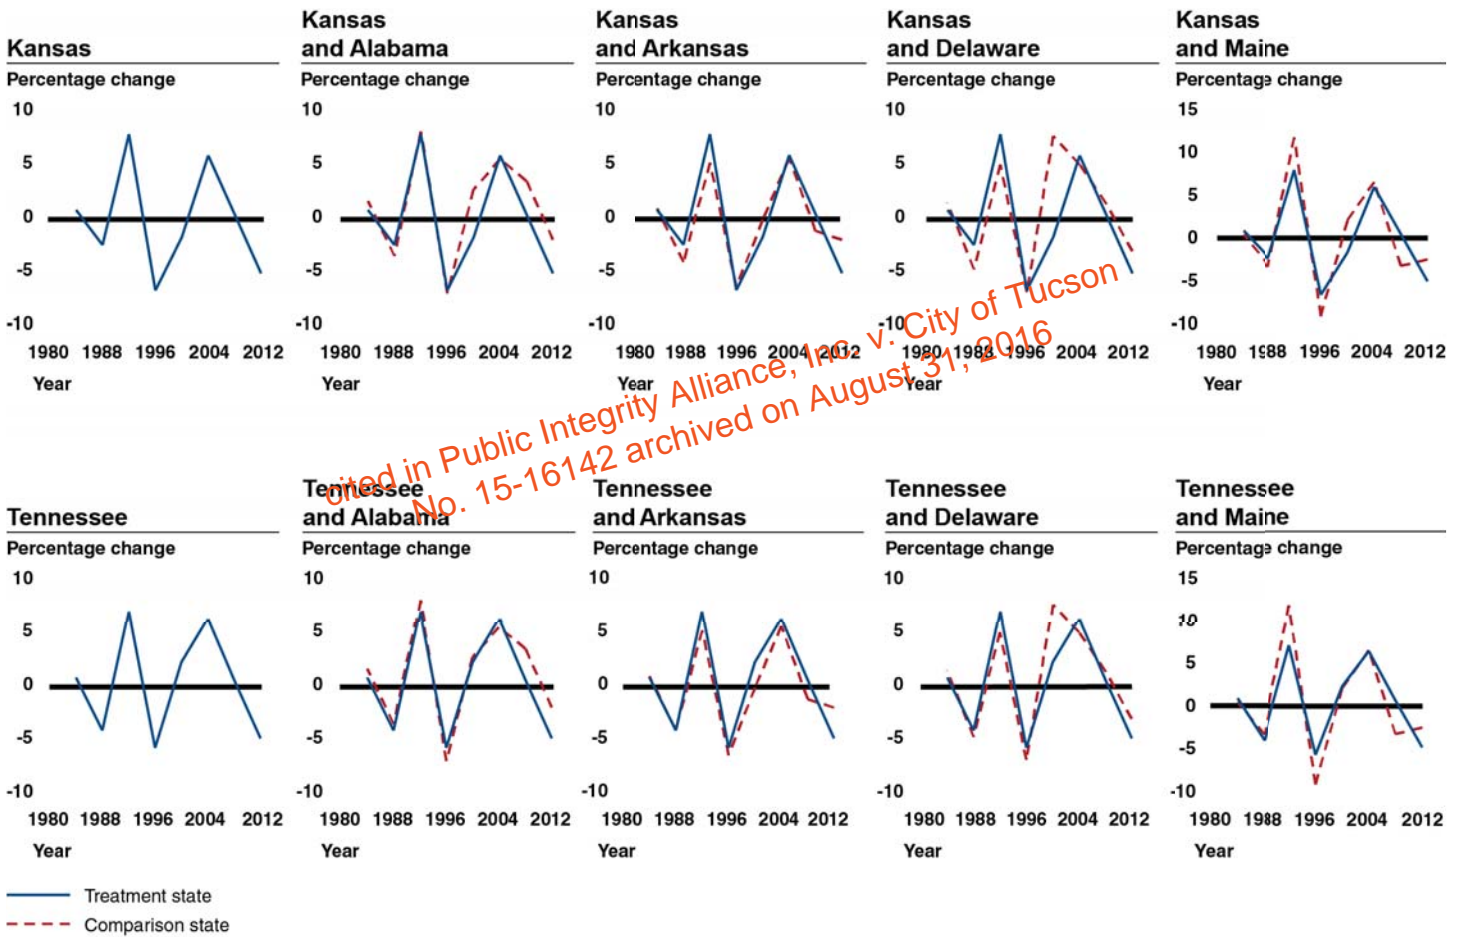 Kansas
Percentage change
10
5
0
-5
-10
1980 1988 1996 2004 2012
Year
Kansas
and Alabama
Percentage change
10
5
0
-5
-10
1980 1988 1996 2004 2012
Year
Kansas
and Arkansas
Percentage change
10
5
0
-5
-10
1980 1988 1996 2004 2012
Year
Kansas
and Delaware
Percentage change
10
5
0
-5
-10
1980 1988 1996 2004 2012
Year
Kansas
and Maine
Percentage change
15
10
5
0
-5
-10
1980 1988 1996 2004 2012
Year
cited in Public Integrity Alliance, Inc. v. City of Tucson
No. 15-16142 archived on August 31, 2016
Tennessee
Percentage change
10
5
0
-5
-10
1980 1988 1996 2004 2012
Year
Tennessee
and Alabama
Percentage change
10
5
0
-5
-10
1980 1988 1996 2004 2012
Year
Tennessee
and Arkansas
Percentage change
10
5
0
-5
-10
1980 1988 1996 2004 2012
Year
Tennessee
and Delaware
Percentage change
10
5
0
-5
-10
1980 1988 1996 2004 2012
Year
Tennessee
and Maine
Percentage change
15
10
5
0
-5
-10
1980 1988 1996 2004 2012
Year
Treatment state
Comparison state